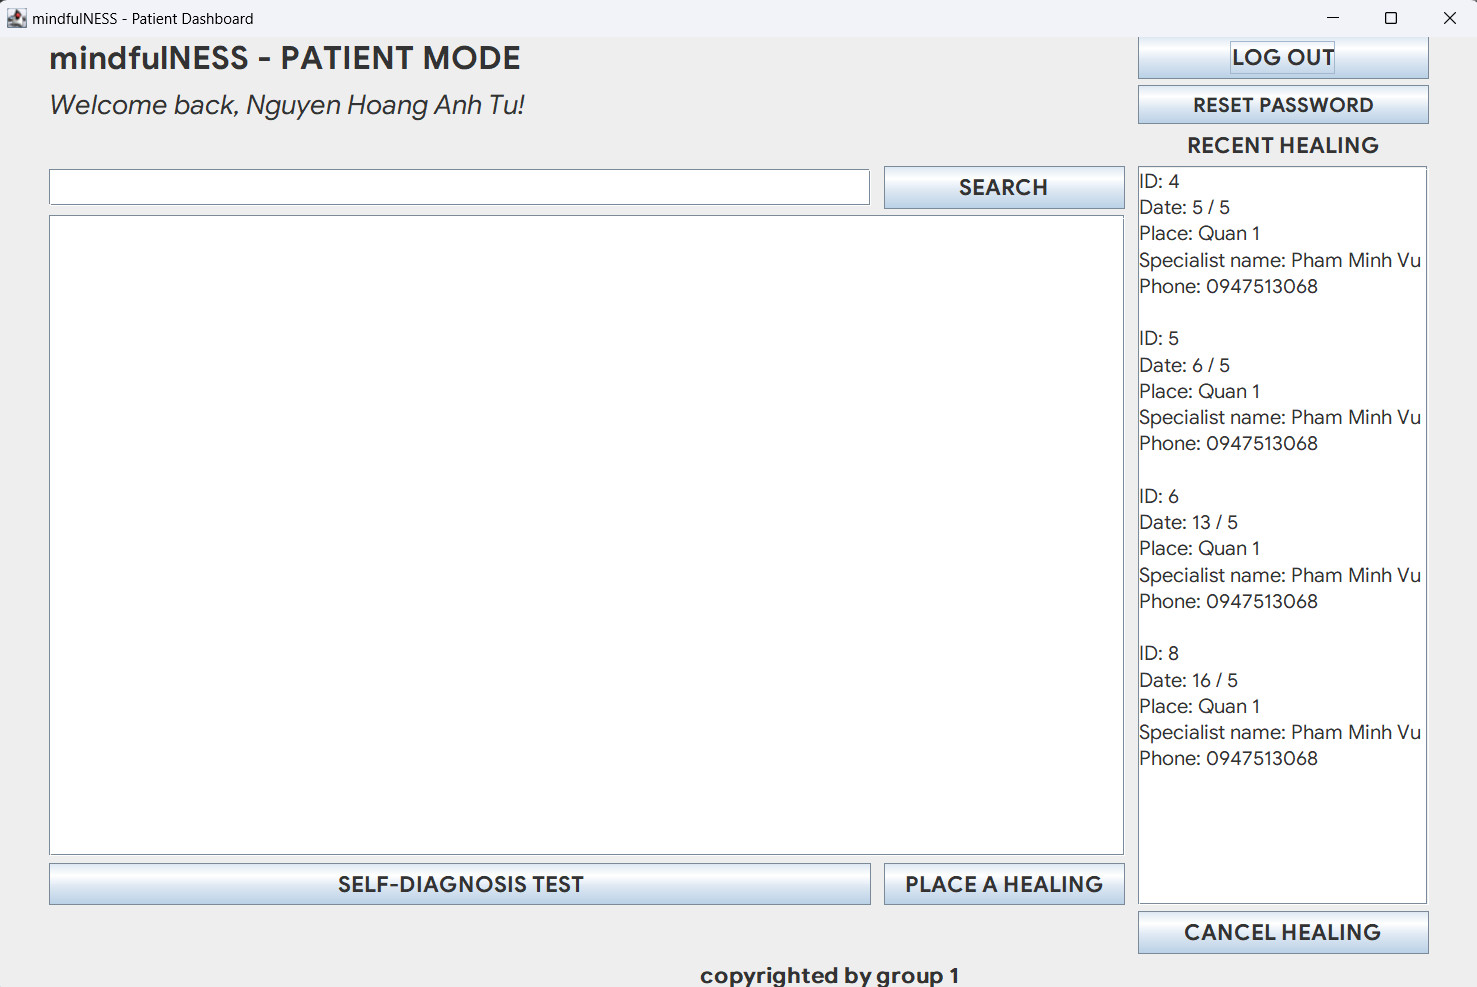 mindfulNESS - Patient Dashboard
mindfulNESS - PATIENT MODE
Welcome back, Nguyen Hoang Anh Tu!
LOG OUT
RESET PASSWORD
RECENT HEALING
SEARCH
ID: 4
Date: 5 / 5
Place: Quan 1
Specialist name: Pham Minh Vu
Phone: 0947513068
ID: 5
Date: 6 / 5
Place: Quan 1
Specialist name: Pham Minh Vu
Phone: 0947513068
ID: 6
Date: 13 / 5
Place: Quan 1
Specialist name: Pham Minh Vu
Phone: 0947513068
ID: 8
Date: 16 / 5
Place: Quan 1
Specialist name: Pham Minh Vu
Phone: 0947513068
SELF-DIAGNOSIS TEST
PLACE A HEALING
CANCEL HEALING
copyrighted by group 1